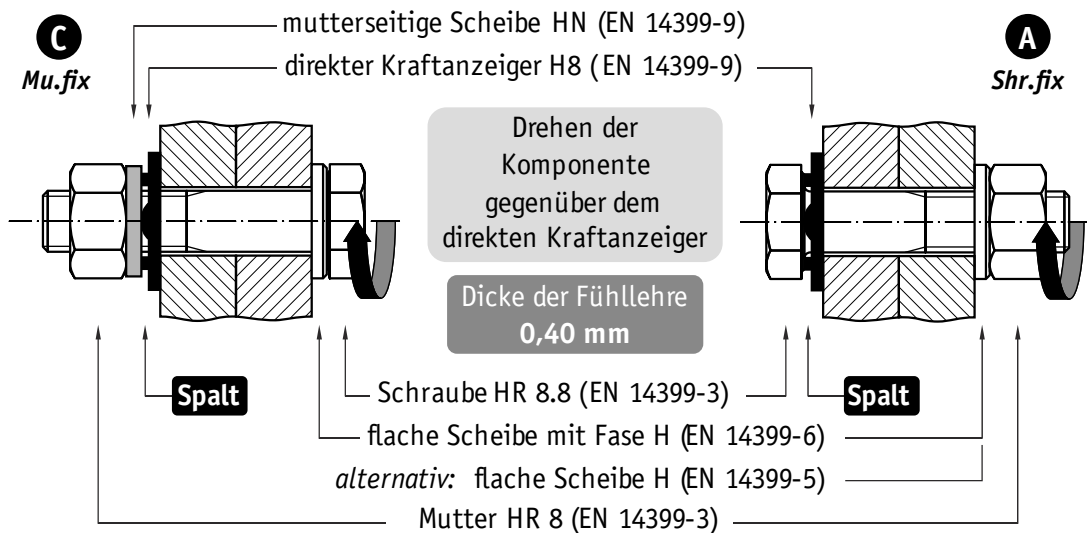 C
Mu.fix
mutterseitige Scheibe HN (EN 14399-9)
direkter Kraftanzeiger H8 (EN 14399-9)
A
Shr.fix
Drehen der
Komponente
gegenüber dem
direkten Kraftanzeiger
Dicke der Fühllehre
0,40 mm
Spalt
Schraube HR 8.8 (EN 14399-3)
Spalt
flache Scheibe mit Fase H (EN 14399-6)
alternativ: flache Scheibe H (EN 14399-5)
Mutter HR 8 (EN 14399-3)